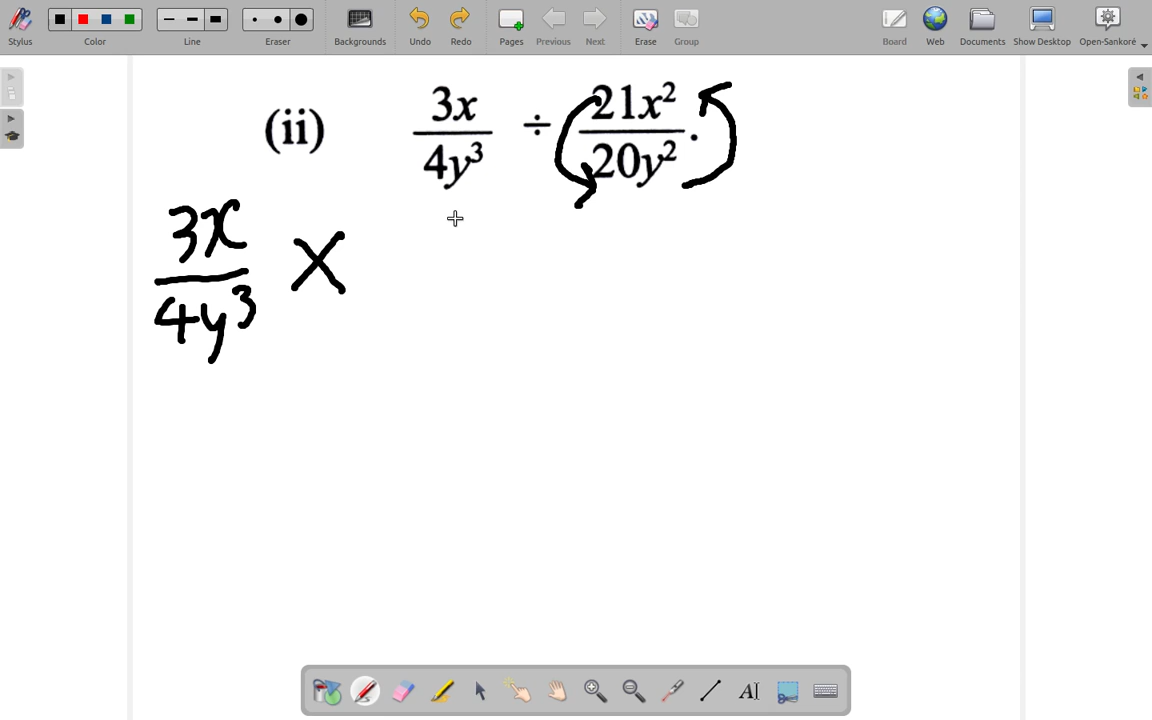 Stylus Color Line Eraser Backgrounds Undo Redo Pages Previous Next Erase Group Board Web Documents Show Desktop Open-Sankoré
(ii) 3x/4y³ ÷ 21x²/20y².
3x/4y³ ×
AI